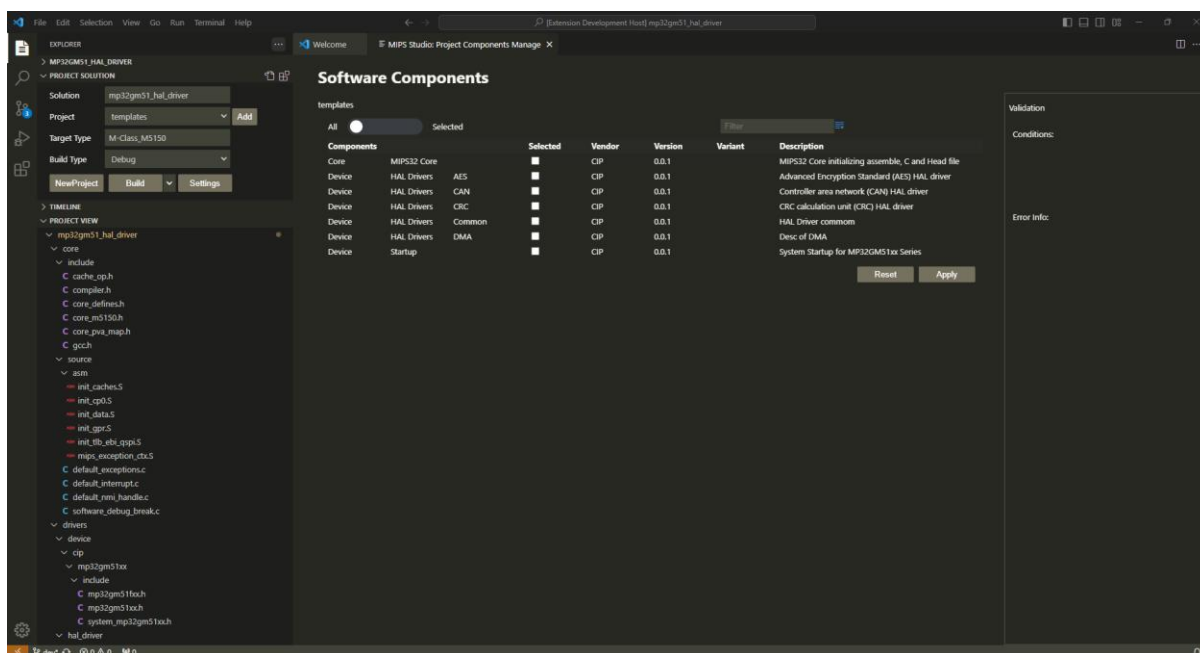 File Edit Selection View Go Run Terminal Help
[Extension Development Host] mp32gm51_hal_driver
EXPLORER
Welcome
MIPS Studio: Project Components Manage
MP32GM51_HAL_DRIVER
PROJECT SOLUTION
Solution mp32gm51_hal_driver
Project templates Add
Target Type M-Class_M5150
Build Type Debug
NewProject Build Settings
TIMELINE
PROJECT VIEW
mp32gm51_hal_driver
core
include
C cache_op.h
C compiler.h
C core_defines.h
C core_m5150.h
C core_pva_map.h
C gcc.h
source
asm
init_caches.S
init_cp0.S
init_data.S
init_gpr.S
init_tlb_ebi_qspi.S
mips_exception_ctx.S
C default_exceptions.c
C default_interrupt.c
C default_nmi_handle.c
C software_debug_break.c
drivers
device
cip
mp32gm51xx
include
C mp32gm51fxx.h
C mp32gm51xx.h
C system_mp32gm51xx.h
hal_driver
Software Components
templates
All Selected Filter
Components Selected Vendor Version Variant Description
Core MIPS32 Core CIP 0.0.1 MIPS32 Core initializing assemble, C and Head file
Device HAL Drivers AES CIP 0.0.1 Advanced Encryption Standard (AES) HAL driver
Device HAL Drivers CAN CIP 0.0.1 Controller area network (CAN) HAL driver
Device HAL Drivers CRC CIP 0.0.1 CRC calculation unit (CRC) HAL driver
Device HAL Drivers Common CIP 0.0.1 HAL Driver commom
Device HAL Drivers DMA CIP 0.0.1 Desc of DMA
Device Startup CIP 0.0.1 System Startup for MP32GM51xx Series
Reset Apply
Validation
Conditions:
Error Info: